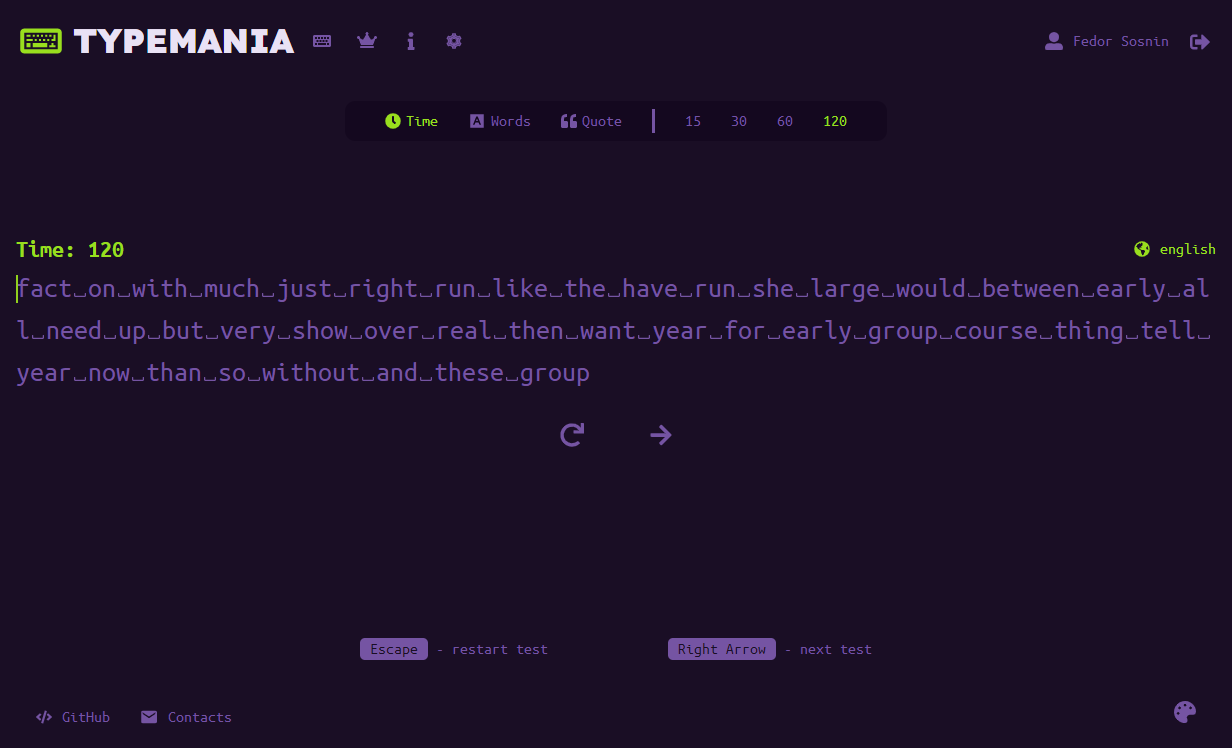 TYPEMANIA
Fedor Sosnin
Time Words Quote 15 30 60 120
Time: 120
english
fact␣on␣with␣much␣just␣right␣run␣like␣the␣have␣run␣she␣large␣would␣between␣early␣al
l␣need␣up␣but␣very␣show␣over␣real␣then␣want␣year␣for␣early␣group␣course␣thing␣tell␣
year␣now␣than␣so␣without␣and␣these␣group
Escape - restart test
Right Arrow - next test
GitHub Contacts